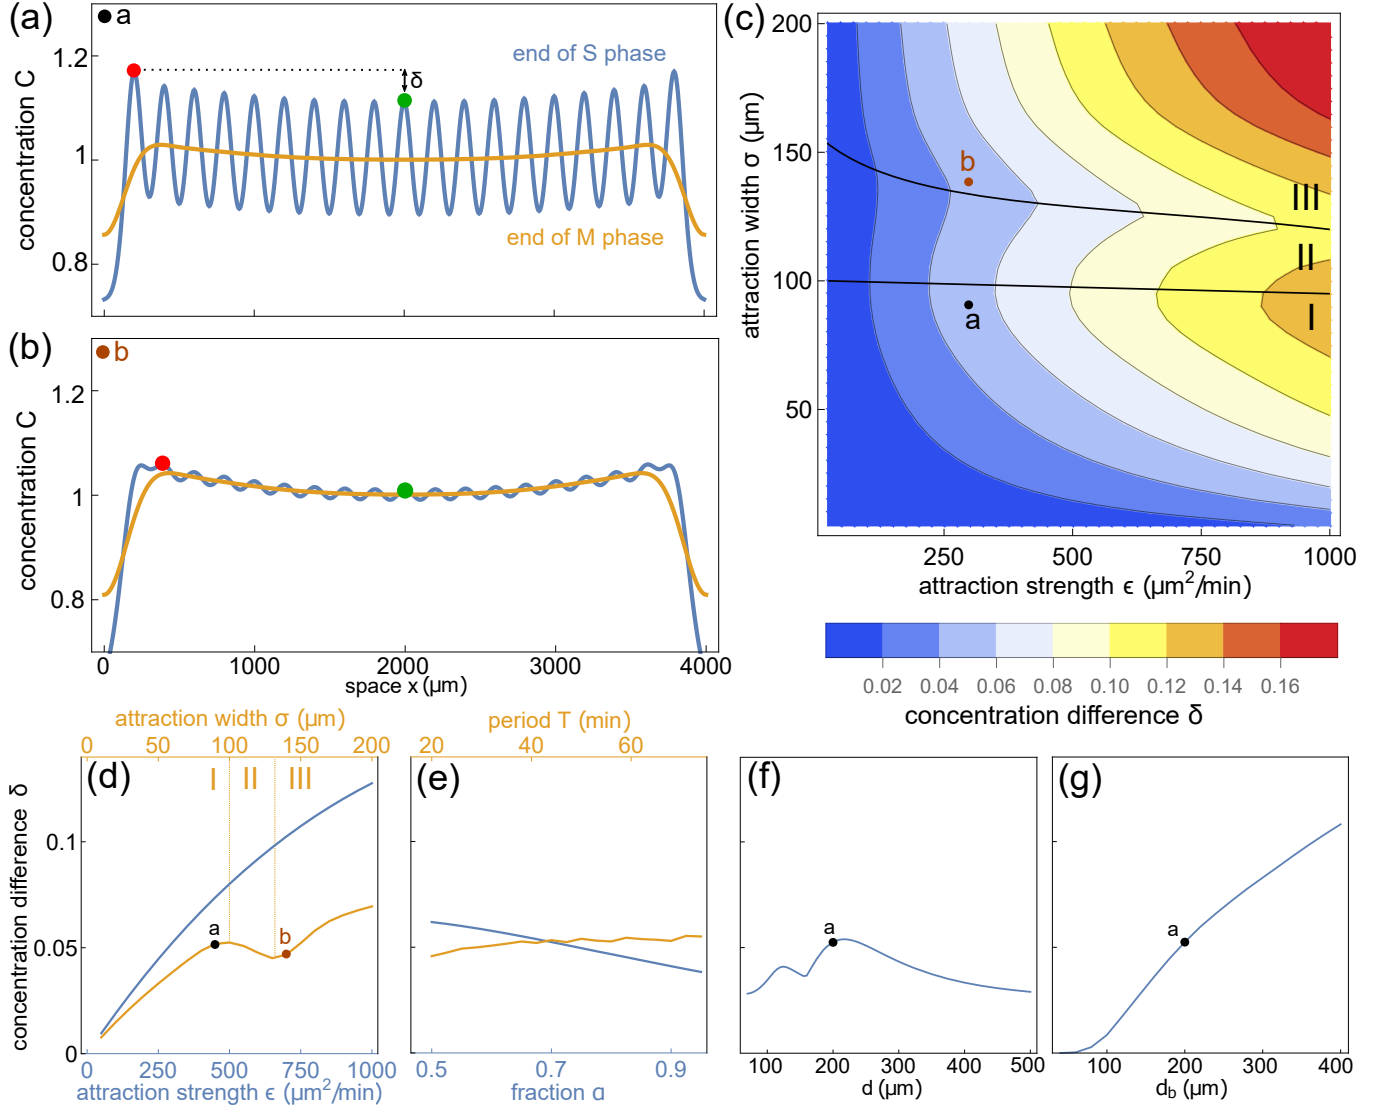 (a)
a
concentration C
1.2
1
0.8
end of S phase
δ
end of M phase
(b)
b
concentration C
1.2
1
0.8
0 1000 2000 3000 4000
space x (μm)
(c)
attraction width σ (μm)
200
150
100
50
b
a
III
II
I
250 500 750 1000
attraction strength ϵ (μm²/min)
0.02 0.04 0.06 0.08 0.10 0.12 0.14 0.16
concentration difference δ
attraction width σ (μm)
0 50 100 150 200
(d)
I II III
concentration difference δ
0.1
0.05
0
a
b
0 250 500 750 1000
attraction strength ϵ (μm²/min)
period T (min)
20 40 60
(e)
0.5 0.7 0.9
fraction α
(f)
a
100 200 300 400 500
d (μm)
(g)
a
100 200 300 400
d_b (μm)